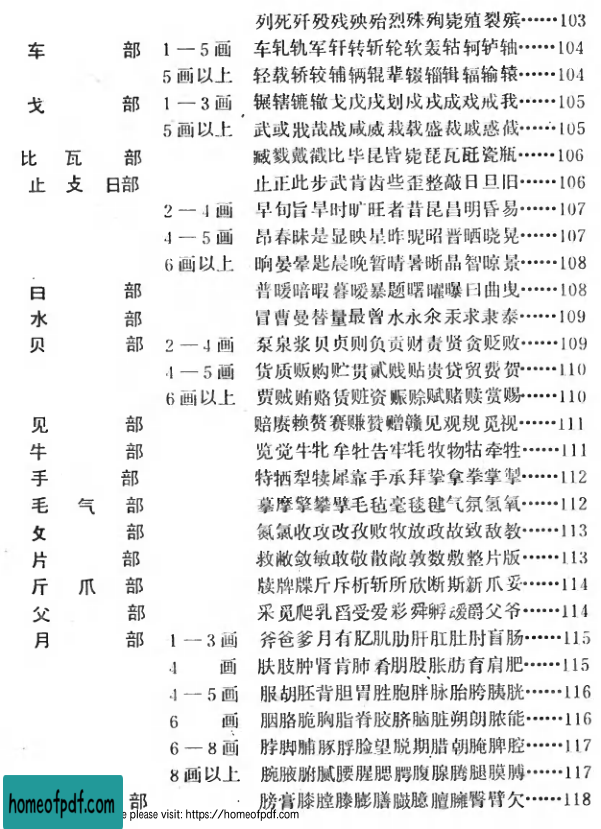 列死歼殁残殃殆烈殊殉毙殖裂殡……103
车 部 1—5画 车轧轨军轩转斩轮软轰轱轲轳轴……104
5画以上 轻载轿较辅辆辊辈辍辎辑辐输辕……104
戈 部 1—3画 辗辖辘辙戈戊戌划戍戎成戏戒我……105
5画以上 武或戕哉战咸威栽载盛裁戚惑戟……105
比 瓦 部 臧戮戴戳比毕昆皆毙琵瓦瓩瓷瓶……106
止 攴 日部 止正此步武肯齿些歪整敲日旦旧……106
2—4画 早旬旨旱时旷旺者昔昆昌明昏易……107
4—5画 昂春昧是显映星昨昵昭晋晒晓晃……107
6画以上 晌晏晕匙晨晚暂晴暑晰晶智晾景……108
曰 部 普暖暗暇暮暧暴题曙曜曝曰曲曳……108
水 部 冒曹曼替量最曾水永氽汞求隶泰……109
贝 部 2—4画 泵泉浆贝贞则负贡财责贤贪贬败……109
4—5画 货质贩购贮贯贰贱贴贵贷贸费贺……110
6画以上 贾贼贿赂赁赃资赈赊赋赌赎赏赐……110
见 部 赔赓赖赘赛赚赞赠赣见观规觅视……111
牛 部 览觉牛牝牟牡告牢牦牧物牯牵牲……111
手 部 特牺犁犊犀靠手承拜挚拿拳掌掣……112
毛 气 部 摹摩擎攀擘毛毡毫毯毽气氛氢氧……112
攵 部 氮氯收攻改孜败牧放政故致敌教……113
片 部 救敝敛敏敢敬散敞敦数敷整片版……113
斤 爪 部 牍牌牒斤斥析斩所欣断斯新爪妥……114
父 部 采觅爬乳舀受爱彩舜孵叆爵父爷……114
月 部 1—3画 斧爸爹月有肊肌肋肝肛肚肘盲肠……115
4 画 肤肢肿肾肯肺肴朋股胀肪育肩肥……115
4—5画 服胡胚背胆胃胜胞胖脉胎胯胰胱……116
6 画 胭胳脆胸脂脊胶脐脑脏朔朗脓能……116
6—8画 脖脚脯豚脬脸望脱期腊朝腌脾腔……117
8画以上 腕腋腑腻腰腥腮腭腹腺腾腿膜膊……117
部 膀膏膝膛滕膨膳臌臆膻臃臀臂欠……118
homeofpdf.com
e please visit: https://homeofpdf.com